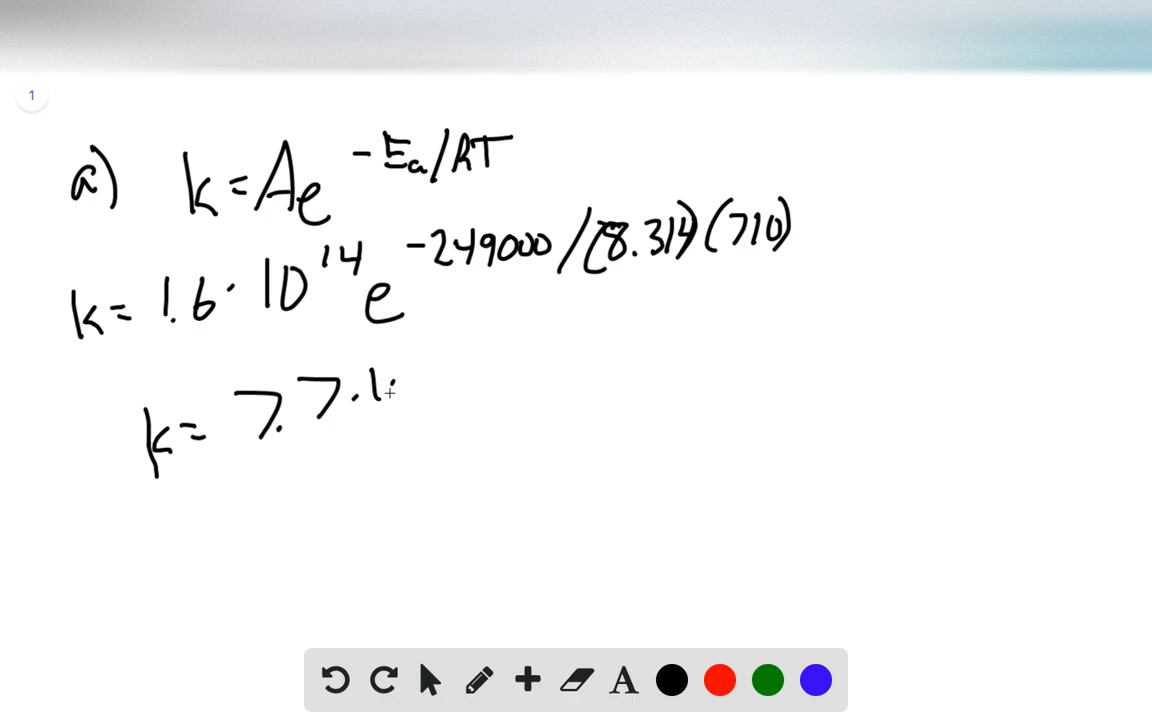 1
a) k=Ae^{-Ea/RT}
k= 1.6·10^{14}e^{-249000/(8.314)(710)}
k= 7.7·1
A